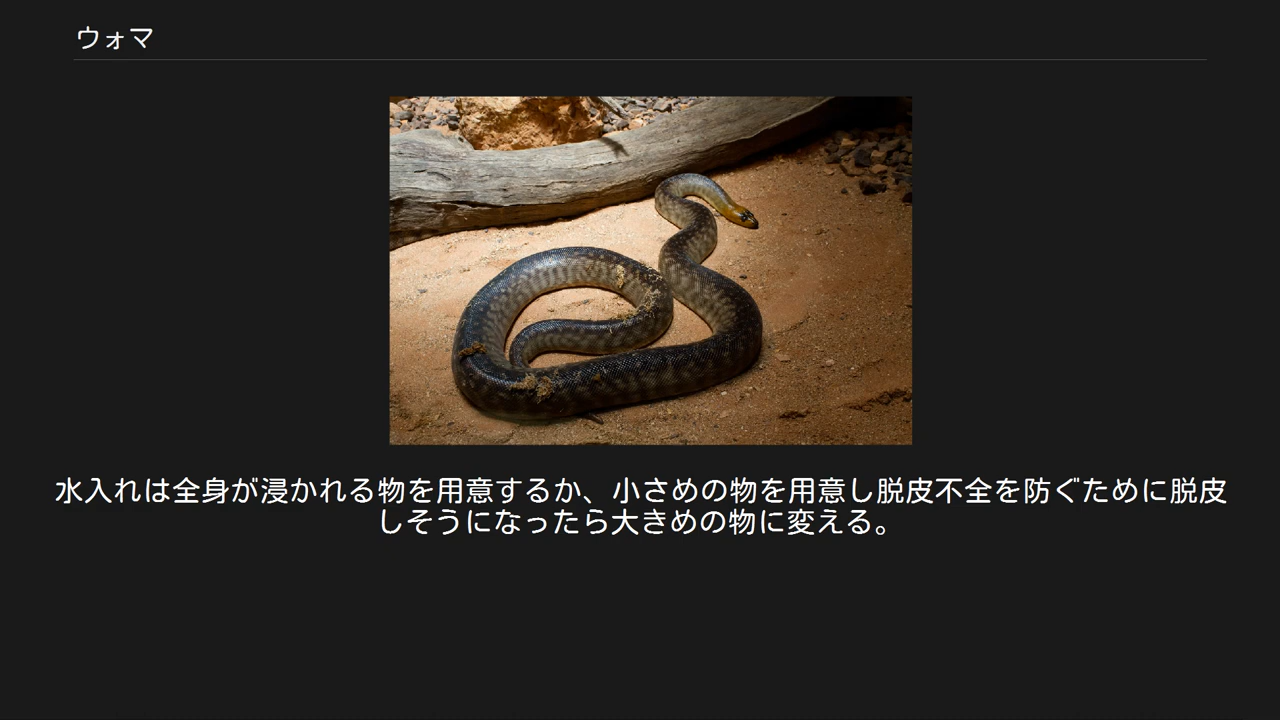 ウォマ
水入れは全身が浸かれる物を用意するか、小さめの物を用意し脱皮不全を防ぐために脱皮
しそうになったら大きめの物に変える。